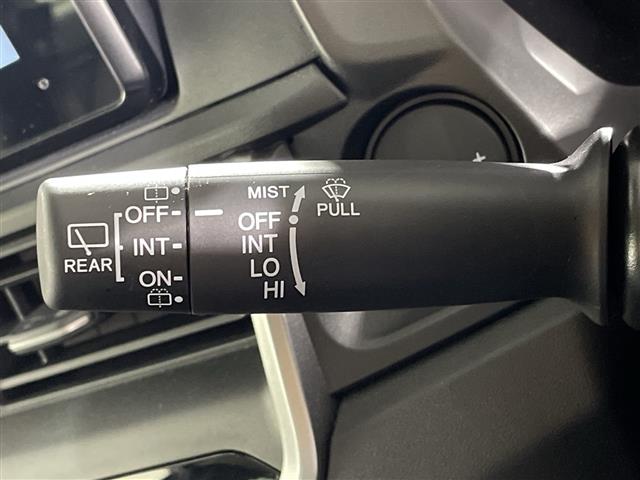 REAR
OFF
INT
ON
MIST
OFF
INT
LO
HI
PULL